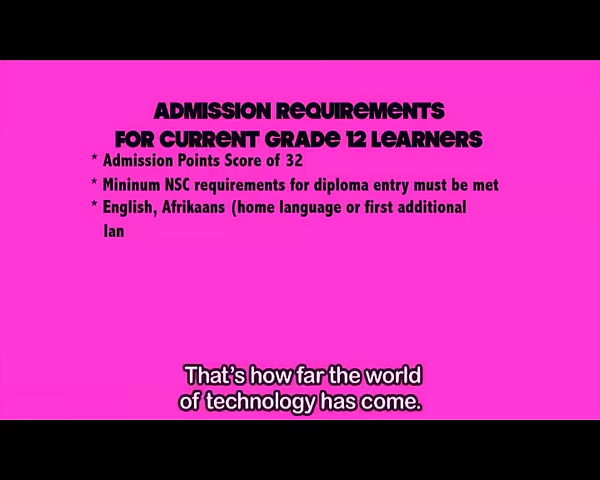 ADMISSION REQUIREMENTS
FOR CURRENT GRADE 12 LEARNERS
* Admission Points Score of 32
* Mininum NSC requirements for diploma entry must be met
* English, Afrikaans (home language or first additional
lan
That's how far the world
of technology has come.